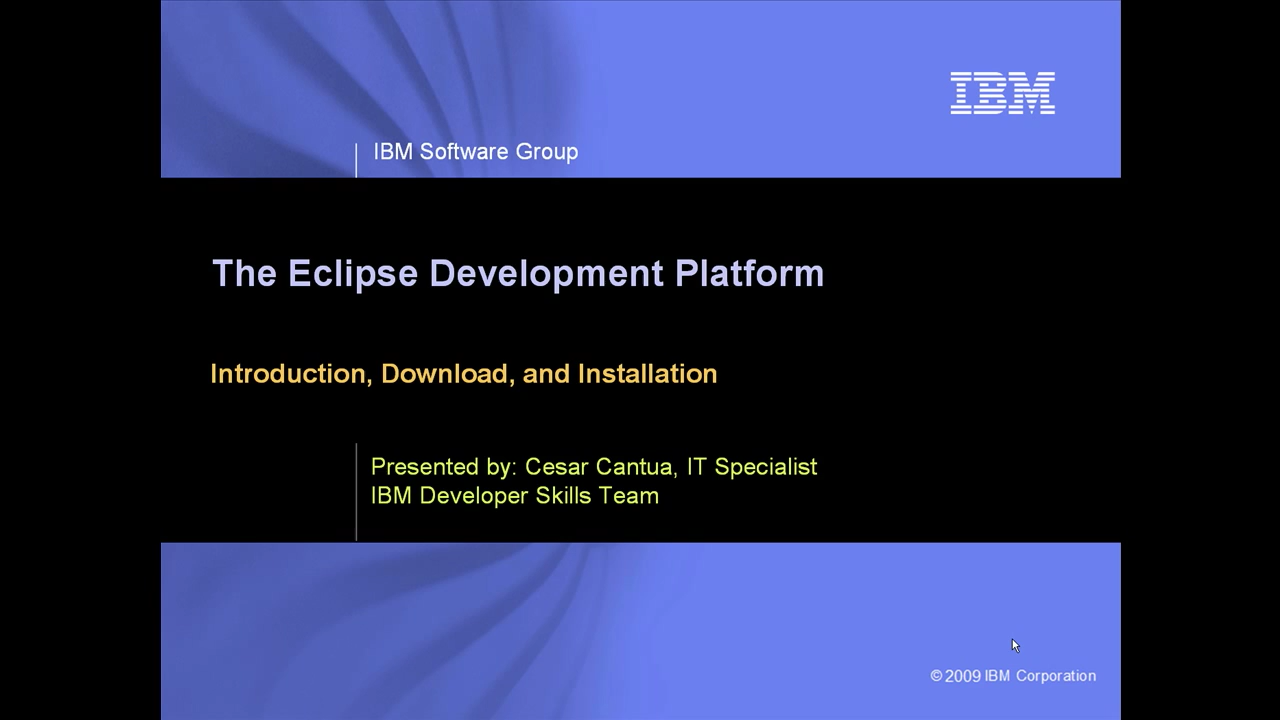 IBM
IBM Software Group
The Eclipse Development Platform
Introduction, Download, and Installation
Presented by: Cesar Cantua, IT Specialist
IBM Developer Skills Team
© 2009 IBM Corporation